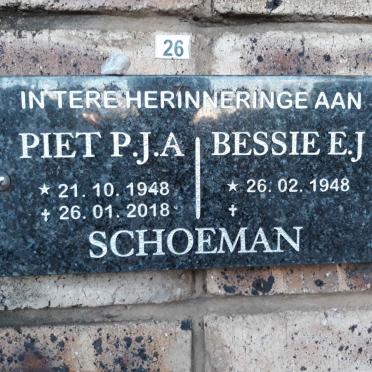 26
IN TERE HERINNERINGE AAN
PIET P.J.A BESSIE E.J
★ 21. 10. 1948 ★ 26. 02. 1948
✝ 26. 01. 2018 ✝
SCHOEMAN